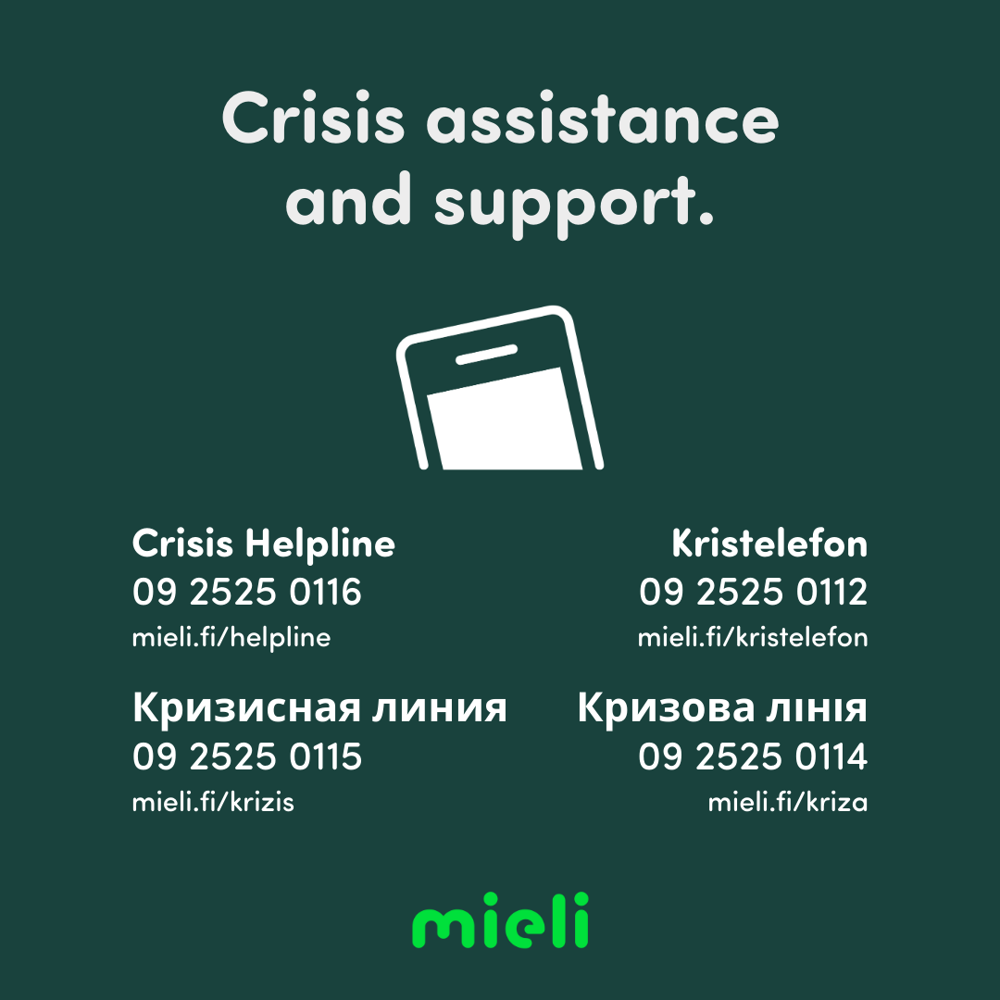 Crisis assistance
and support.
Crisis Helpline
09 2525 0116
mieli.fi/helpline
Kristelefon
09 2525 0112
mieli.fi/kristelefon
Кризисная линия
09 2525 0115
mieli.fi/krizis
Кризова лінія
09 2525 0114
mieli.fi/kriza
mieli